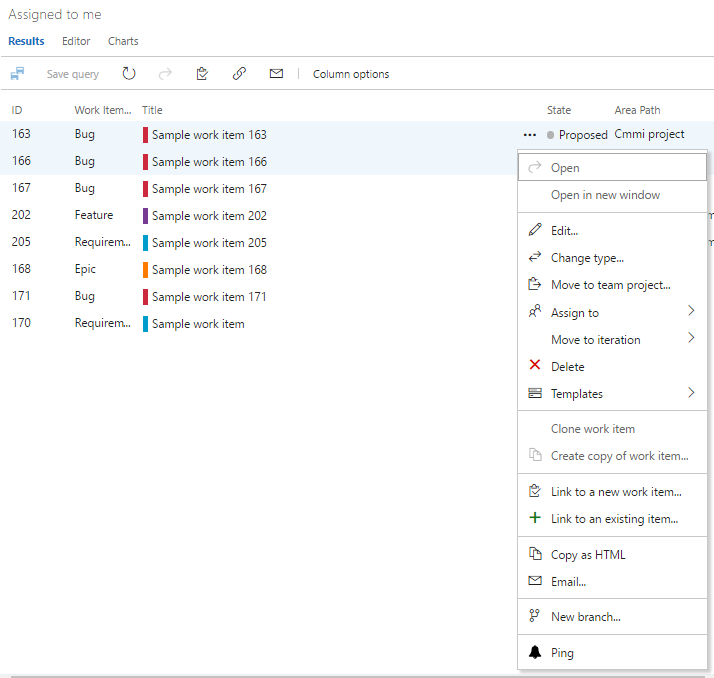 Assigned to me
Results Editor Charts
Save query Column options
ID Work Item... Title State Area Path
163 Bug Sample work item 163 ... Proposed Cmmi project
166 Bug Sample work item 166
167 Bug Sample work item 167
202 Feature Sample work item 202
205 Requirem... Sample work item 205
168 Epic Sample work item 168
171 Bug Sample work item 171
170 Requirem... Sample work item
Open
Open in new window
Edit...
Change type...
Move to team project...
Assign to
Move to iteration
Delete
Templates
Clone work item
Create copy of work item...
Link to a new work item...
Link to an existing item...
Copy as HTML
Email...
New branch...
Ping